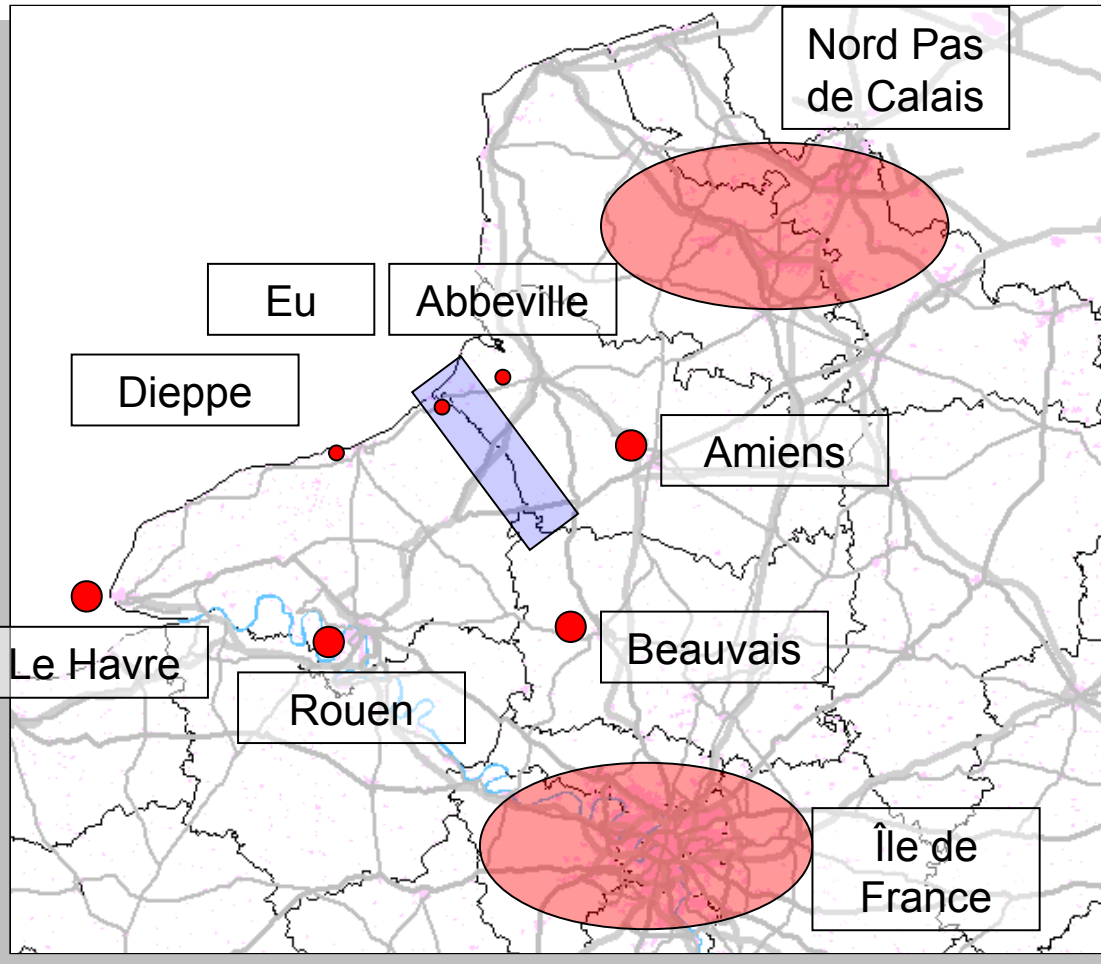 Nord Pas
de Calais
Eu
Abbeville
Dieppe
Amiens
Le Havre
Beauvais
Rouen
Île de
France